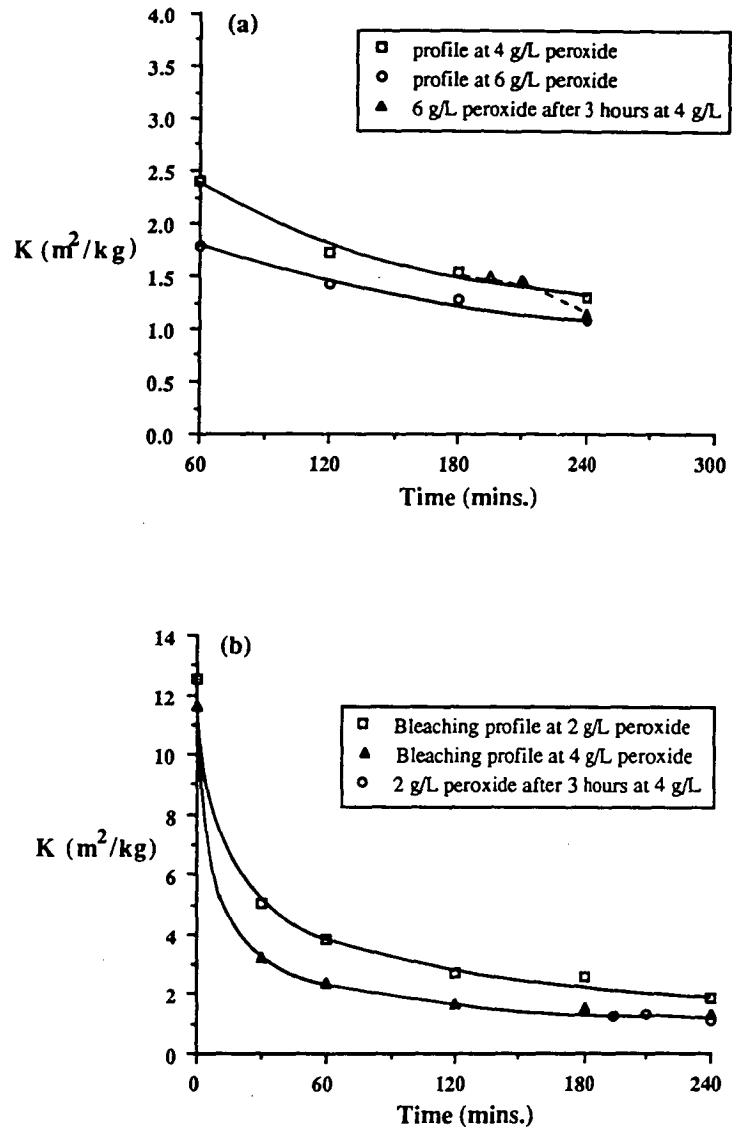 (a)
profile at 4 g/L peroxide
profile at 6 g/L peroxide
6 g/L peroxide after 3 hours at 4 g/L
4.0
3.5
3.0
2.5
2.0
1.5
1.0
0.5
0.0
K (m²/kg)
60 120 180 240 300
Time (mins.)
(b)
Bleaching profile at 2 g/L peroxide
Bleaching profile at 4 g/L peroxide
2 g/L peroxide after 3 hours at 4 g/L
14
12
10
8
6
4
2
0
K (m²/kg)
0 60 120 180 240
Time (mins.)